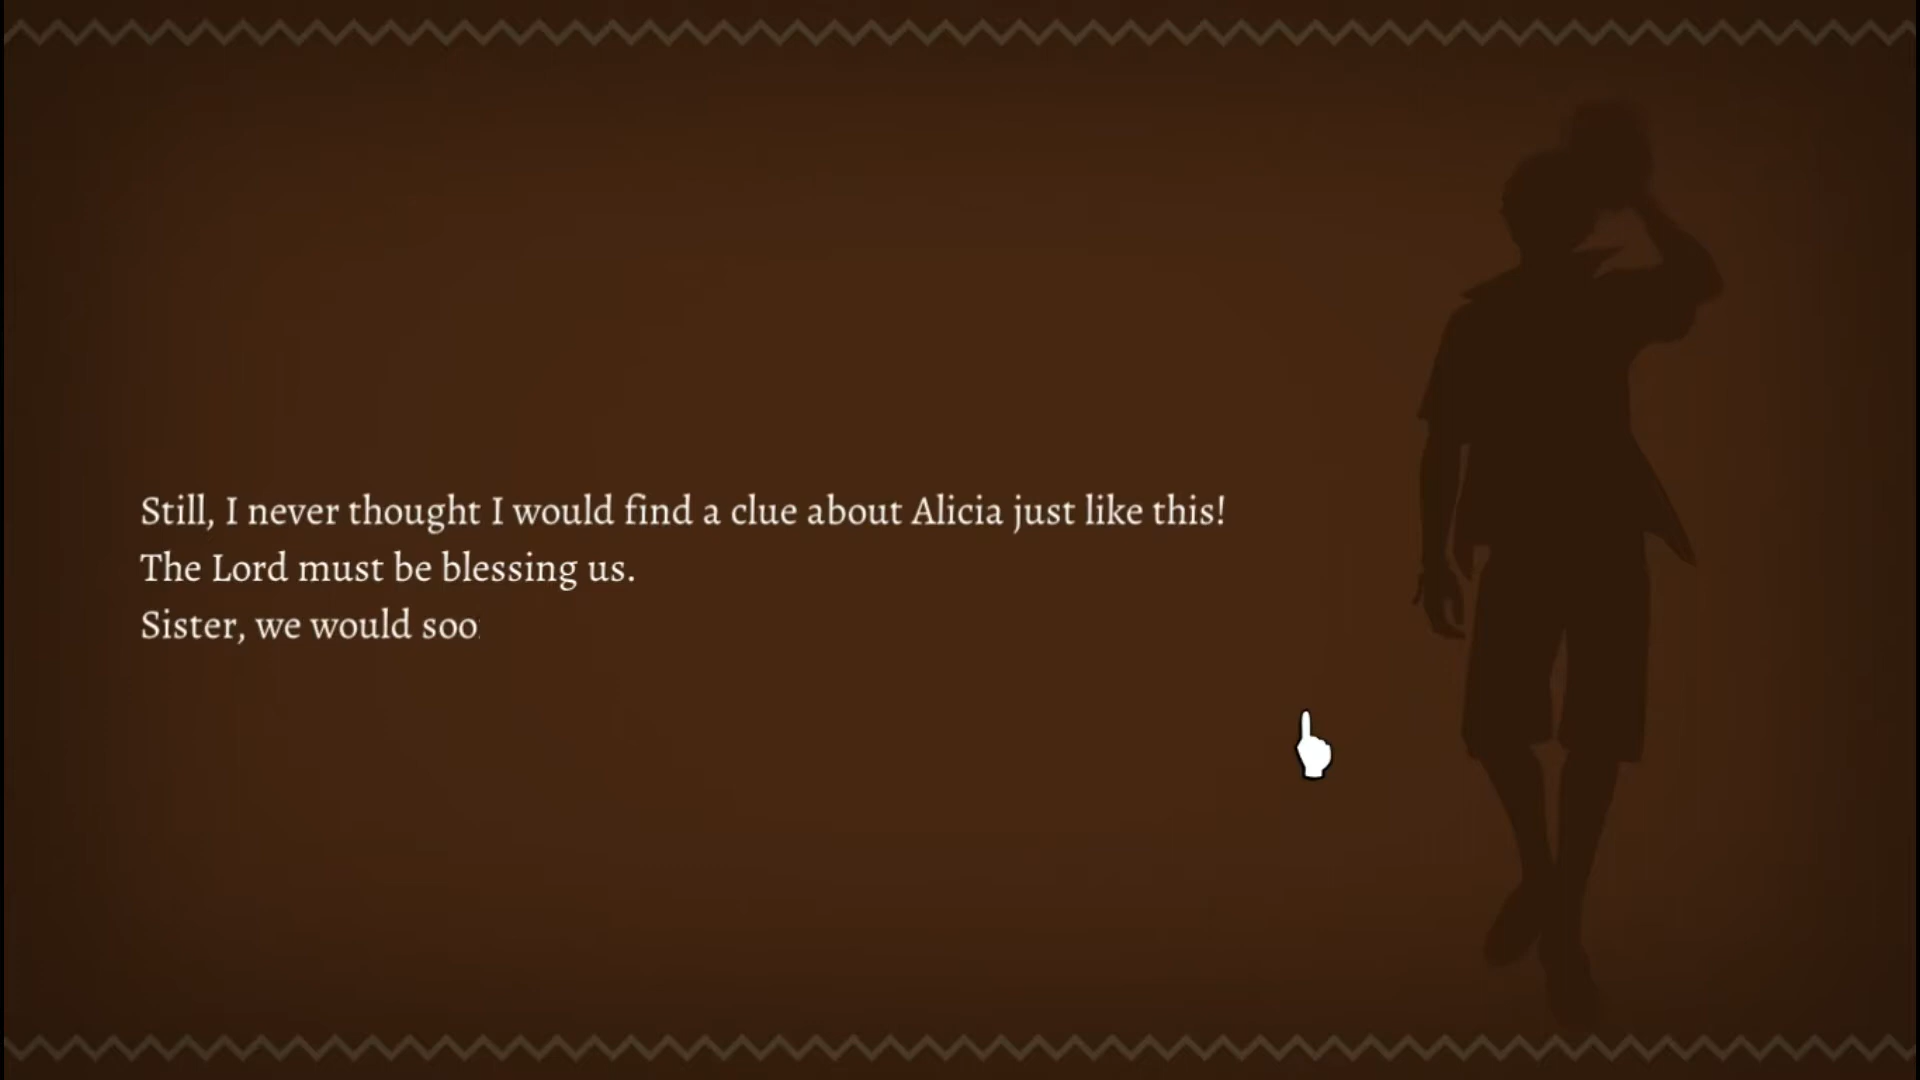 Still, I never thought I would find a clue about Alicia just like this!
The Lord must be blessing us.
Sister, we would soo